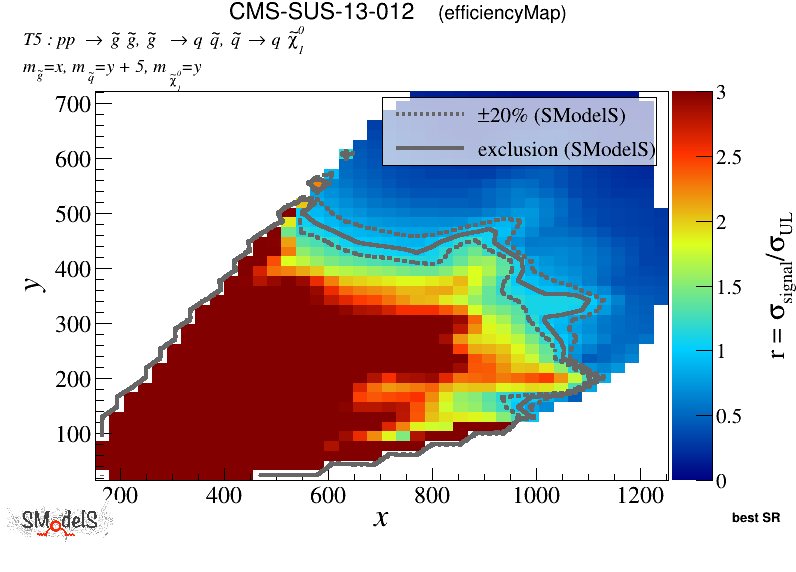 CMS-SUS-13-012 (efficiencyMap)
T5 : pp → g̃ g̃, g̃ → q q̃, q̃ → q χ̃₁⁰
m_g̃=x, m_q̃=y + 5, m_χ̃₁⁰=y
±20% (SModelS)
exclusion (SModelS)
700
600
500
400
300
200
100
y
200 400 600 800 1000 1200
x
3
2.5
2
1.5
1
0.5
0
r = σ_signal/σ_UL
SModelS
best SR